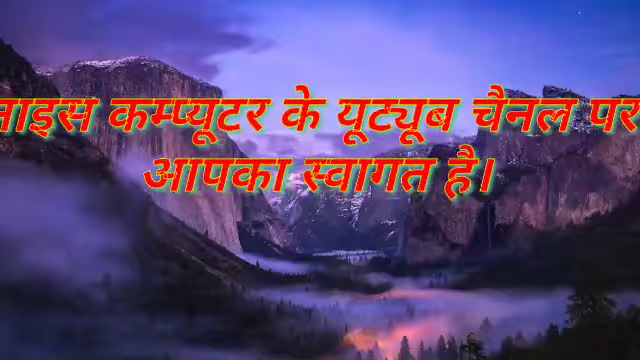 नाइस कम्प्यूटर के यूट्यूब चैनल पर
आपका स्वागत है।